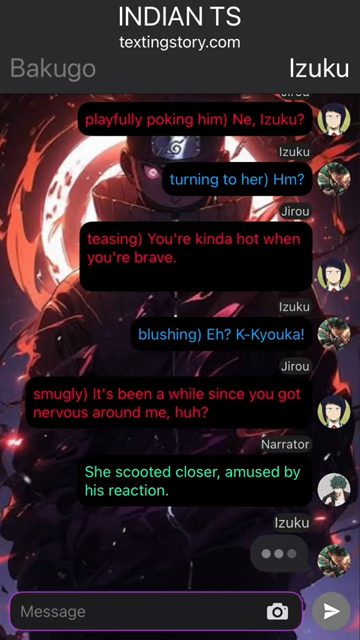 INDIAN TS
textingstory.com
Bakugo
Izuku
Jirou
playfully poking him) Ne, Izuku?
Izuku
turning to her) Hm?
Jirou
teasing) You're kinda hot when
you're brave.
Izuku
blushing) Eh? K-Kyouka!
Jirou
smugly) It's been a while since you got
nervous around me, huh?
Narrator
She scooted closer, amused by
his reaction.
Izuku
Message